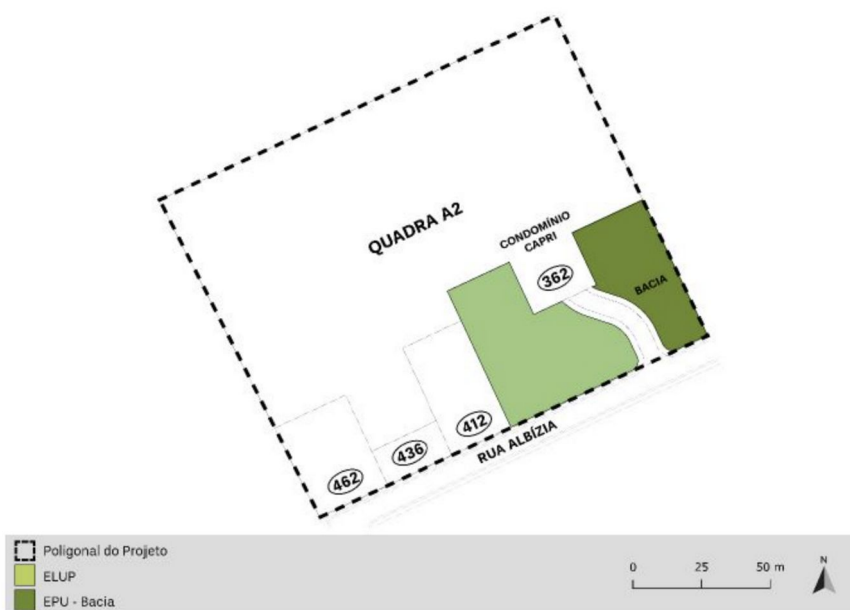 QUADRA A2
CONDOMÍNIO
CAPRI
362
BACIA
412
436
462
RUA ALBÍZIA
Poligonal do Projeto
ELUP
EPU - Bacia
0 25 50 m
N